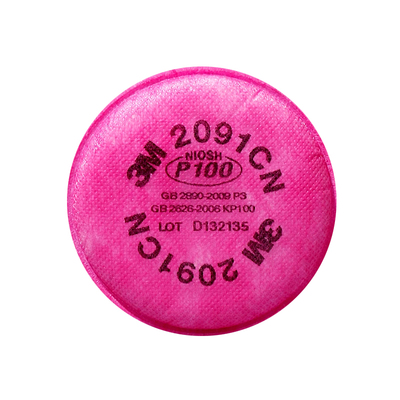 3M 2091CN
NIOSH
P100
GB 2890-2009 P3
GB 2626-2006 KP100
LOT D132135
3M 2091CN